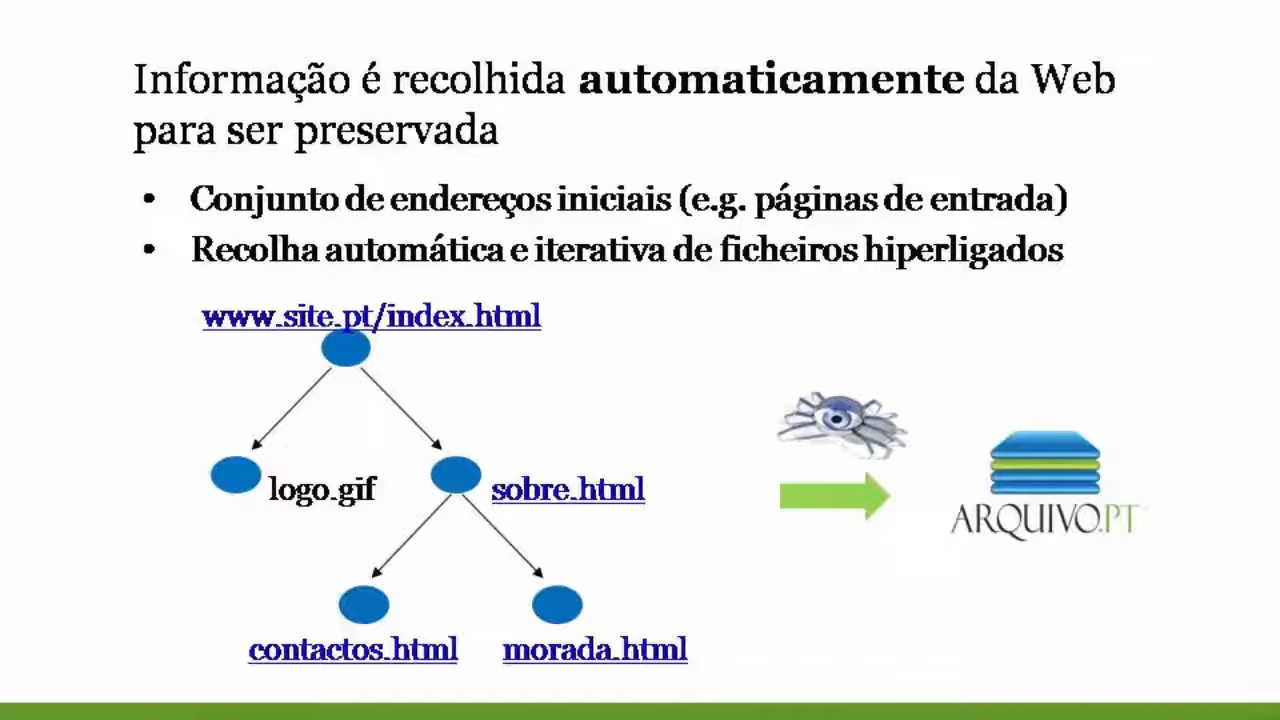 Informação é recolhida automaticamente da Web
para ser preservada
• Conjunto de endereços iniciais (e.g. páginas de entrada)
• Recolha automática e iterativa de ficheiros hiperligados
www.site.pt/index.html
logo.gif
sobre.html
ARQUIVO.PT
contactos.html
morada.html